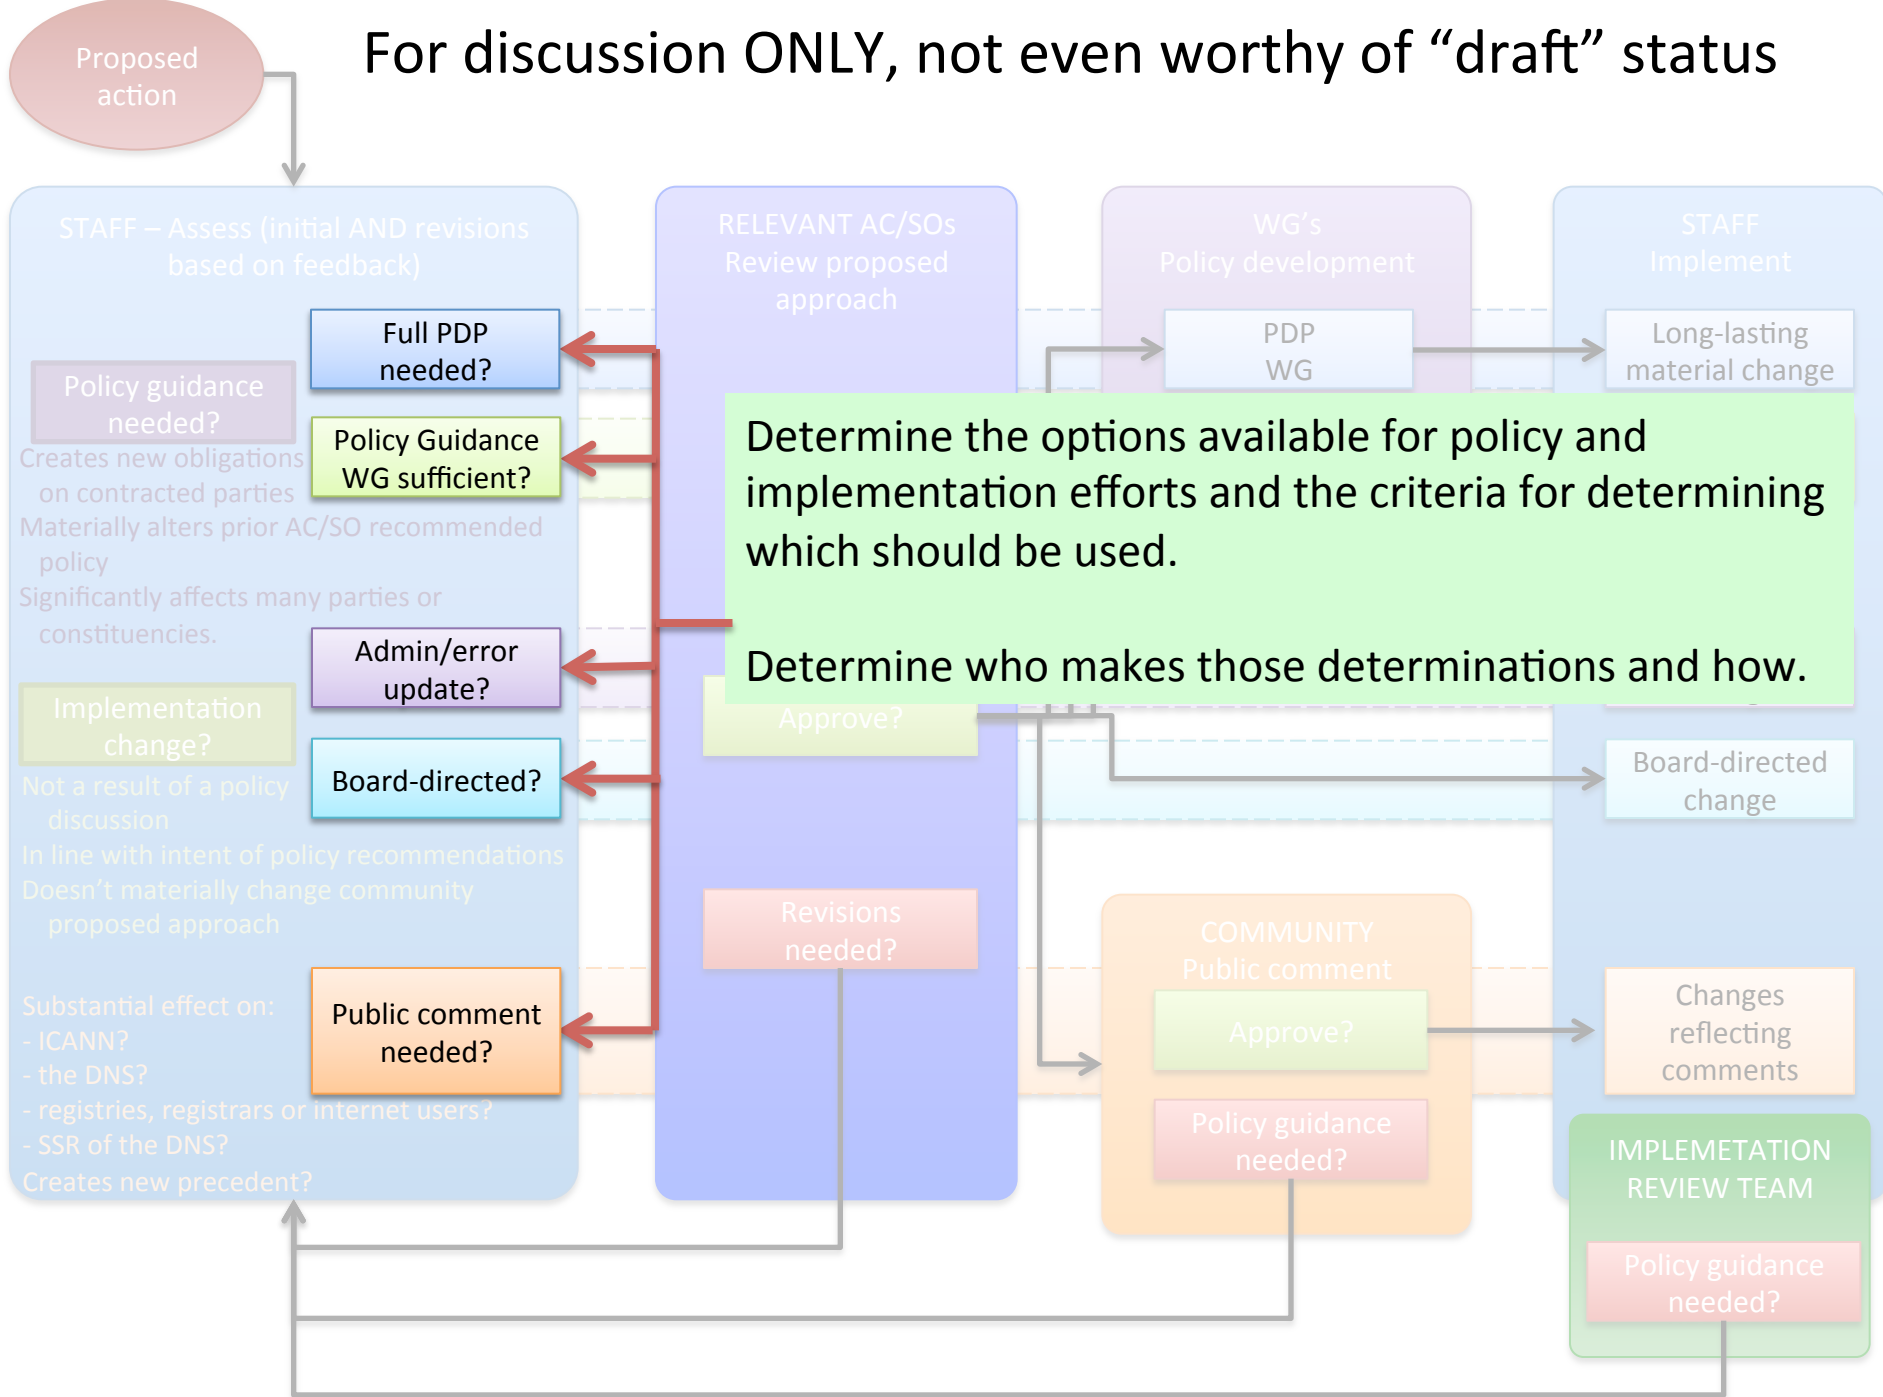 For discussion ONLY, not even worthy of “draft” status
Proposed
action
STAFF – Assess (initial AND revisions
based on feedback)
Full PDP
needed?
Policy guidance
needed?
Policy Guidance
WG sufficient?
Creates new obligations
on contracted parties
Materially alters prior AC/SO recommended
policy
Significantly affects many parties or
constituencies.
Admin/error
update?
Implementation
change?
Board-directed?
Not a result of a policy
discussion
In line with intent of policy recommendations
Doesn’t materially change community
proposed approach
Public comment
needed?
Substantial effect on:
- ICANN?
- the DNS?
- registries, registrars or internet users?
- SSR of the DNS?
Creates new precedent?
RELEVANT AC/SOs
Review proposed
approach
Approve?
Revisions
needed?
WG’s
Policy development
PDP
WG
STAFF
Implement
Long-lasting
material change
Determine the options available for policy and
implementation efforts and the criteria for determining
which should be used.
Determine who makes those determinations and how.
Board-directed
change
COMMUNITY
Public comment
Approve?
Policy guidance
needed?
Changes
reflecting
comments
IMPLEMETATION
REVIEW TEAM
Policy guidance
needed?